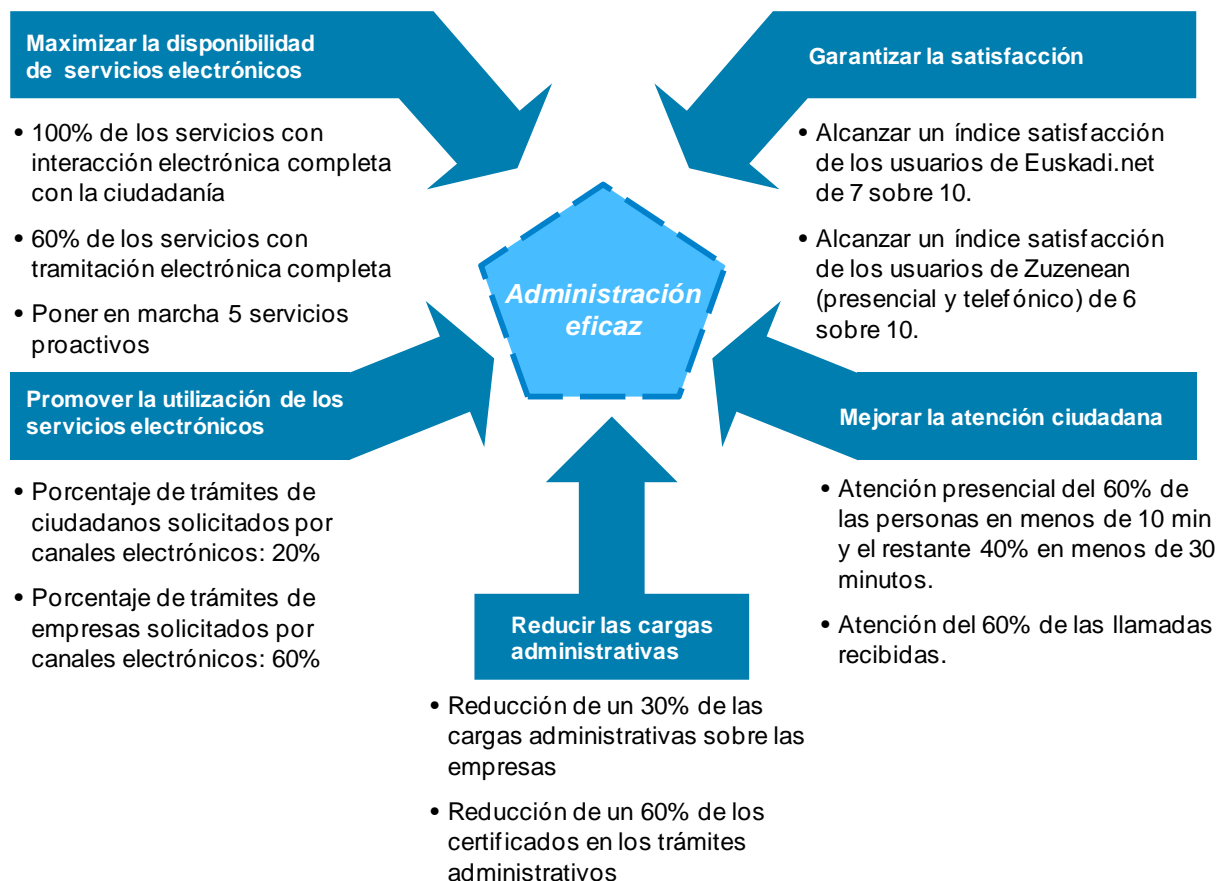 Maximizar la disponibilidad
de servicios electrónicos
• 100% de los servicios con
interacción electrónica completa
con la ciudadanía
• 60% de los servicios con
tramitación electrónica completa
• Poner en marcha 5 servicios
proactivos
Garantizar la satisfacción
• Alcanzar un índice satisfacción
de los usuarios de Euskadi.net
de 7 sobre 10.
• Alcanzar un índice satisfacción
de los usuarios de Zuzenean
(presencial y telefónico) de 6
sobre 10.
Administración
eficaz
Promover la utilización de los
servicios electrónicos
• Porcentaje de trámites de
ciudadanos solicitados por
canales electrónicos: 20%
• Porcentaje de trámites de
empresas solicitados por
canales electrónicos: 60%
Mejorar la atención ciudadana
• Atención presencial del 60% de
las personas en menos de 10 min
y el restante 40% en menos de 30
minutos.
• Atención del 60% de las llamadas
recibidas.
Reducir las cargas
administrativas
• Reducción de un 30% de las
cargas administrativas sobre las
empresas
• Reducción de un 60% de los
certificados en los trámites
administrativos